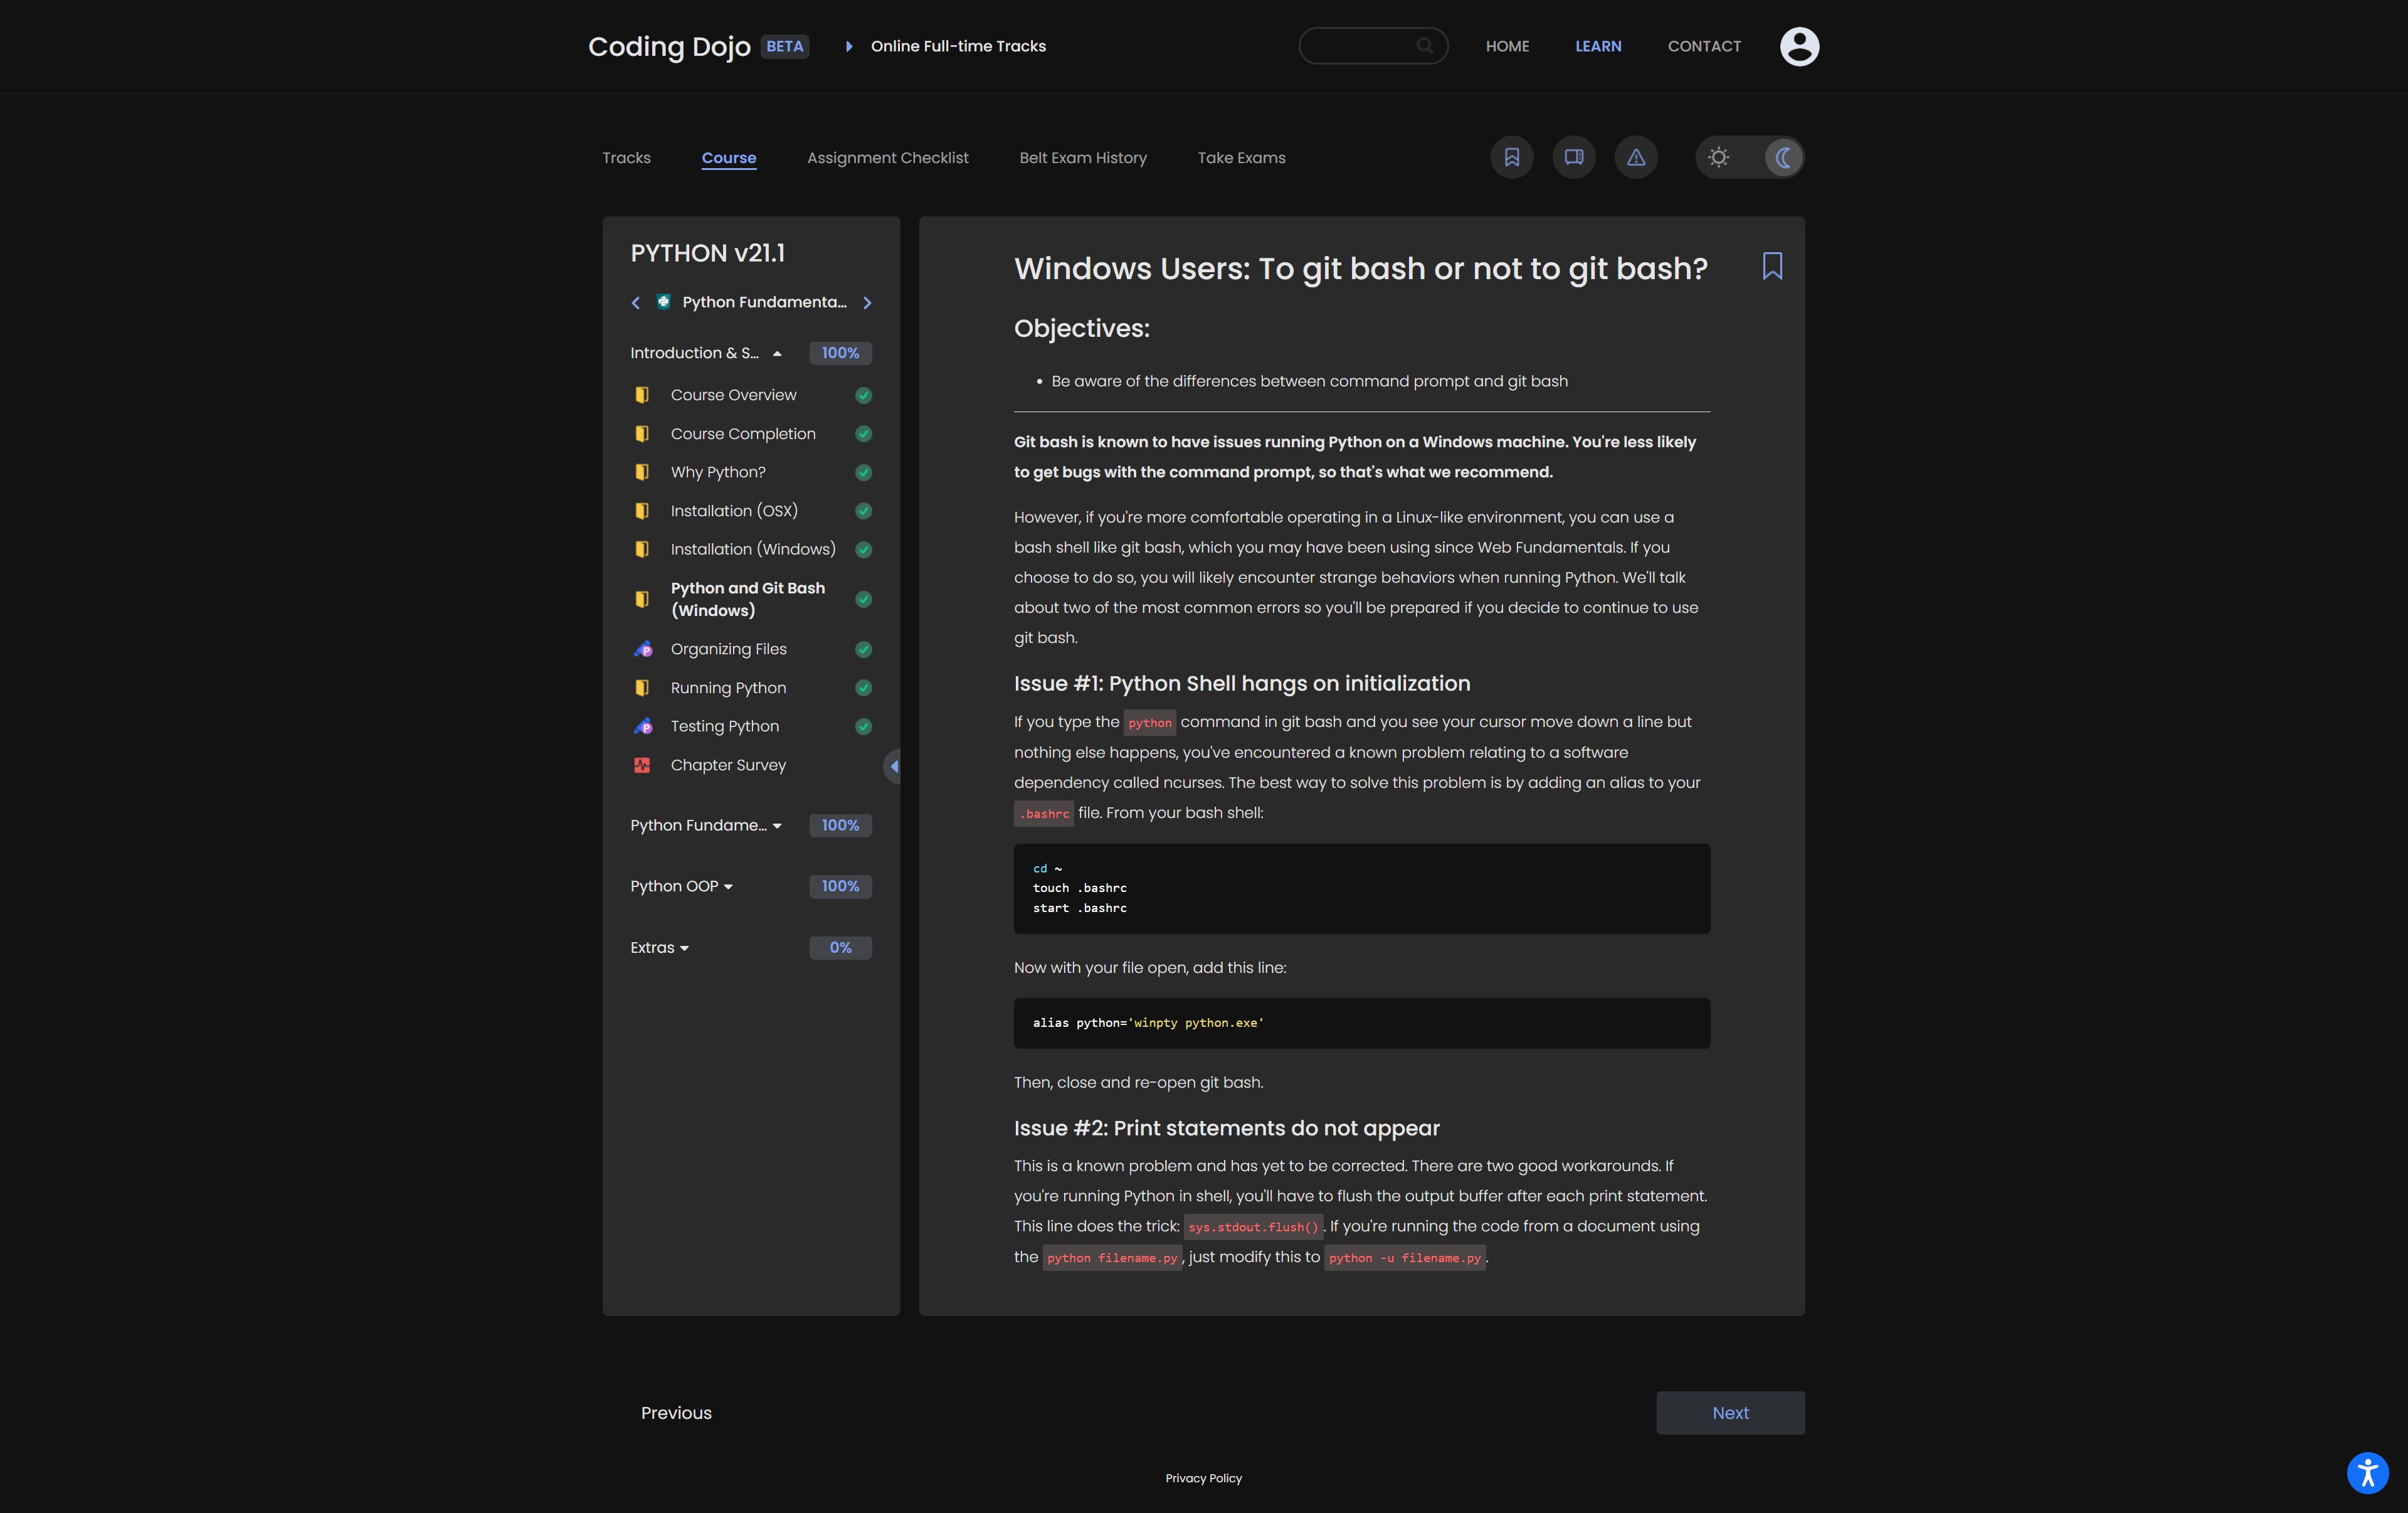 Coding Dojo BETA Online Full-time Tracks HOME LEARN CONTACT
Tracks Course Assignment Checklist Belt Exam History Take Exams
PYTHON v21.1
Python Fundamenta...
Introduction & S... 100%
Course Overview
Course Completion
Why Python?
Installation (OSX)
Installation (Windows)
Python and Git Bash
(Windows)
Organizing Files
Running Python
Testing Python
Chapter Survey
Python Fundame... 100%
Python OOP 100%
Extras 0%
Windows Users: To git bash or not to git bash?
Objectives:
• Be aware of the differences between command prompt and git bash
Git bash is known to have issues running Python on a Windows machine. You're less likely
to get bugs with the command prompt, so that's what we recommend.
However, if you're more comfortable operating in a Linux-like environment, you can use a
bash shell like git bash, which you may have been using since Web Fundamentals. If you
choose to do so, you will likely encounter strange behaviors when running Python. We'll talk
about two of the most common errors so you'll be prepared if you decide to continue to use
git bash.
Issue #1: Python Shell hangs on initialization
If you type the python command in git bash and you see your cursor move down a line but
nothing else happens, you've encountered a known problem relating to a software
dependency called ncurses. The best way to solve this problem is by adding an alias to your
.bashrc file. From your bash shell:
cd ~
touch .bashrc
start .bashrc
Now with your file open, add this line:
alias python='winpty python.exe'
Then, close and re-open git bash.
Issue #2: Print statements do not appear
This is a known problem and has yet to be corrected. There are two good workarounds. If
you're running Python in shell, you'll have to flush the output buffer after each print statement.
This line does the trick: sys.stdout.flush(). If you're running the code from a document using
the python filename.py, just modify this to python -u filename.py.
Previous Next
Privacy Policy